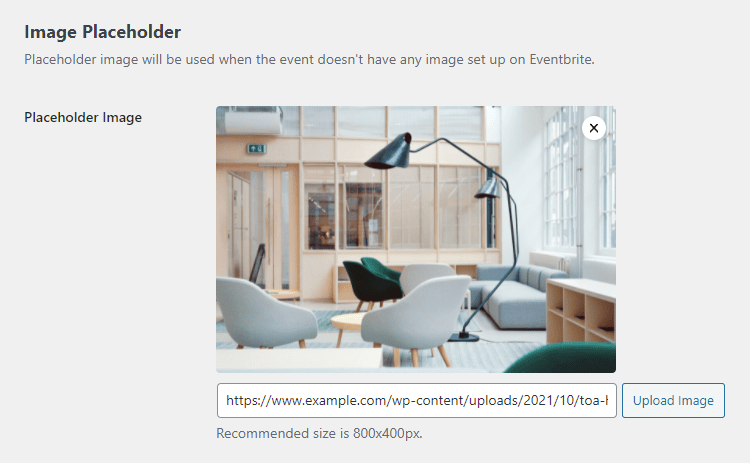 Image Placeholder
Placeholder image will be used when the event doesn't have any image set up on Eventbrite.
Placeholder Image
https://www.example.com/wp-content/uploads/2021/10/toa-h
Upload Image
Recommended size is 800x400px.